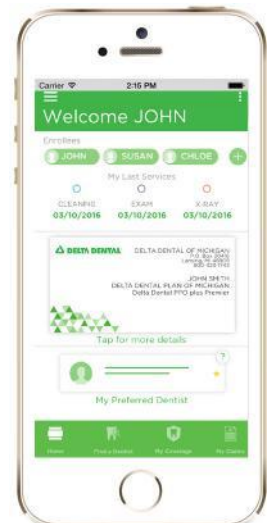 Carrier 2:15 PM
Welcome JOHN
Enrollees
JOHN SUSAN CHLOE +
My Last Services
CLEANING EXAM X-RAY
03/10/2016 03/10/2016 03/10/2016
DELTA DENTAL DELTA DENTAL OF MICHIGAN
P.O. Box
Lansing, MI
JOHN SMITH
DELTA DENTAL PLAN OF MICHIGAN
Delta Dental PPO plus Premier
Tap for more details
?
My Preferred Dentist
Home Find a Dentist My Coverage My Claims